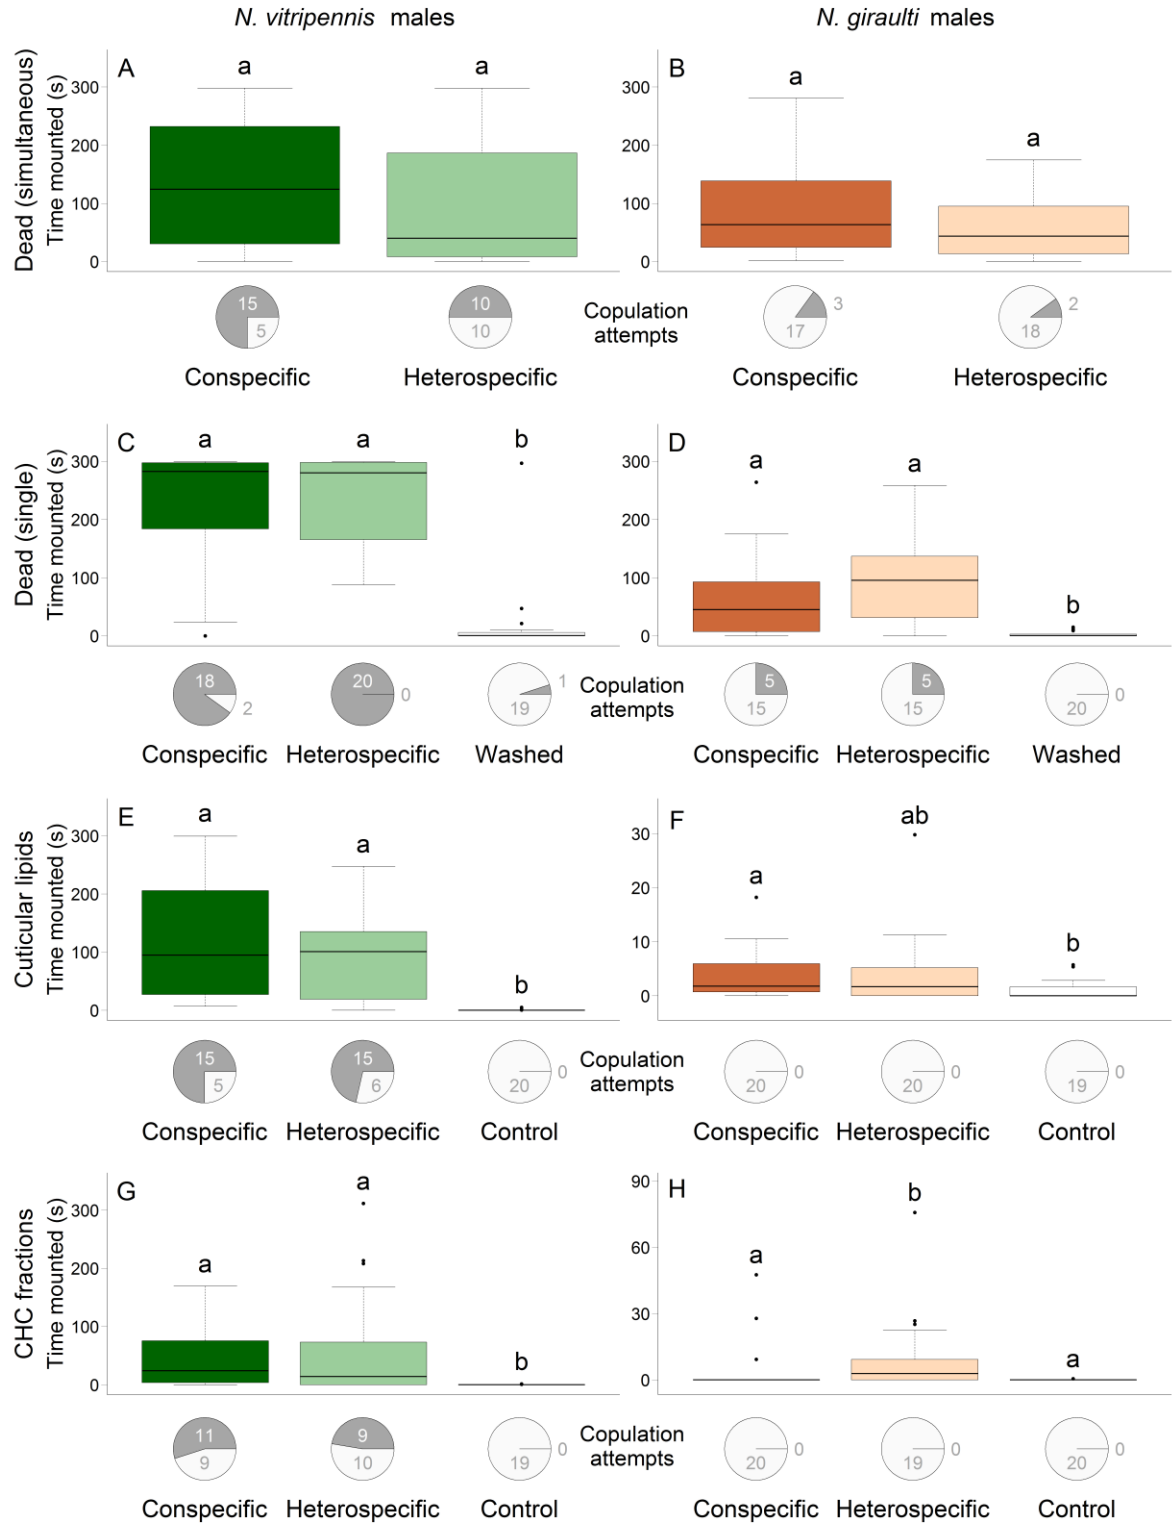 N. vitripennis males
N. giraulti males
Dead (simultaneous)
Time mounted (s)
A
a
a
300
200
100
0
B
a
a
300
200
100
0
15
5
10
10
Copulation
attempts
3
17
2
18
Conspecific
Heterospecific
Conspecific
Heterospecific
Dead (single)
Time mounted (s)
C
a
a
b
300
200
100
0
D
a
a
b
300
200
100
0
18
2
20
0
1
19
Copulation
attempts
5
15
5
15
20
0
Conspecific
Heterospecific
Washed
Conspecific
Heterospecific
Washed
Cuticular lipids
Time mounted (s)
E
a
a
b
300
200
100
0
F
a
ab
b
30
20
10
0
15
5
15
6
20
0
Copulation
attempts
20
0
20
0
19
0
Conspecific
Heterospecific
Control
Conspecific
Heterospecific
Control
CHC fractions
Time mounted (s)
G
a
a
b
300
200
100
0
H
a
b
a
90
60
30
0
11
9
9
10
19
0
Copulation
attempts
20
0
19
0
20
0
Conspecific
Heterospecific
Control
Conspecific
Heterospecific
Control